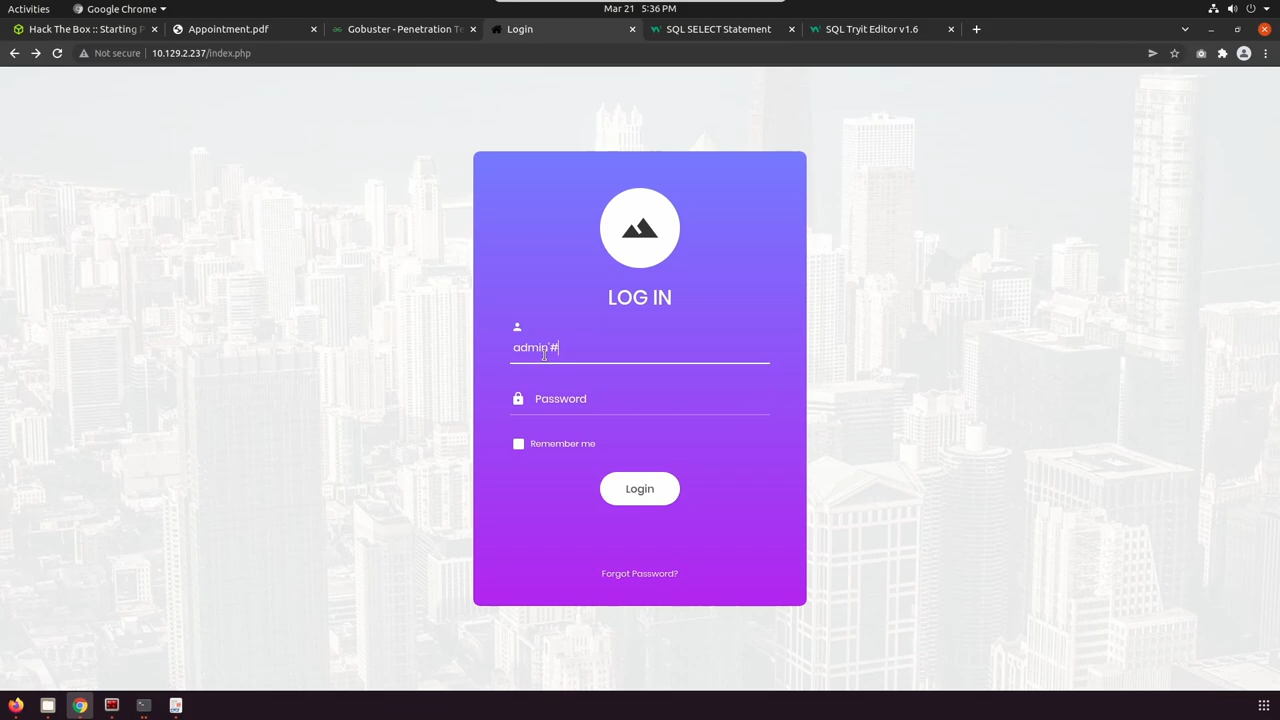 Activities
Google Chrome
Mar 21 5:36 PM
Hack The Box :: Starting P
Appointment.pdf
Gobuster - Penetration Te
Login
SQL SELECT Statement
SQL Tryit Editor v1.6
Not secure
10.129.2.237/index.php
LOG IN
admin'#
Password
Remember me
Login
Forgot Password?